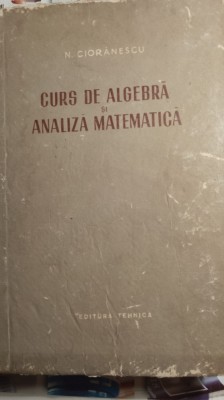 N. CIORĂNESCU
CURS DE ALGEBRĂ
ȘI
ANALIZĂ MATEMATICĂ
EDITURA TEHNICĂ